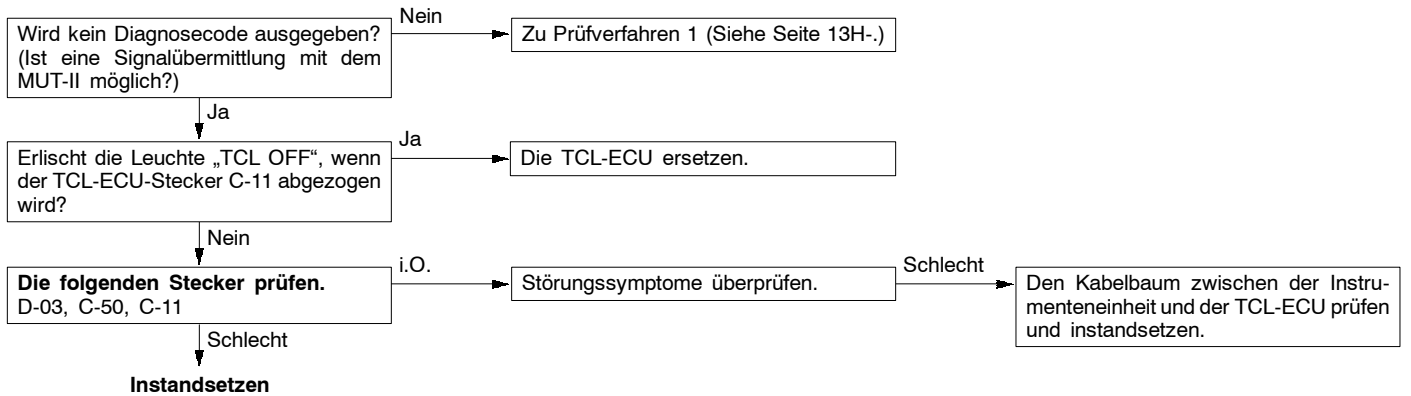 Wird kein Diagnosecode ausgegeben?
(Ist eine Signalübermittlung mit dem
MUT-II möglich?)
Nein
Zu Prüfverfahren 1 (Siehe Seite 13H-.)
Ja
Erlischt die Leuchte „TCL OFF“, wenn
der TCL-ECU-Stecker C-11 abgezogen
wird?
Ja
Die TCL-ECU ersetzen.
Nein
Die folgenden Stecker prüfen.
D-03, C-50, C-11
i.O.
Störungssymptome überprüfen.
Schlecht
Den Kabelbaum zwischen der Instru-
menteneinheit und der TCL-ECU prüfen
und instandsetzen.
Schlecht
Instandsetzen